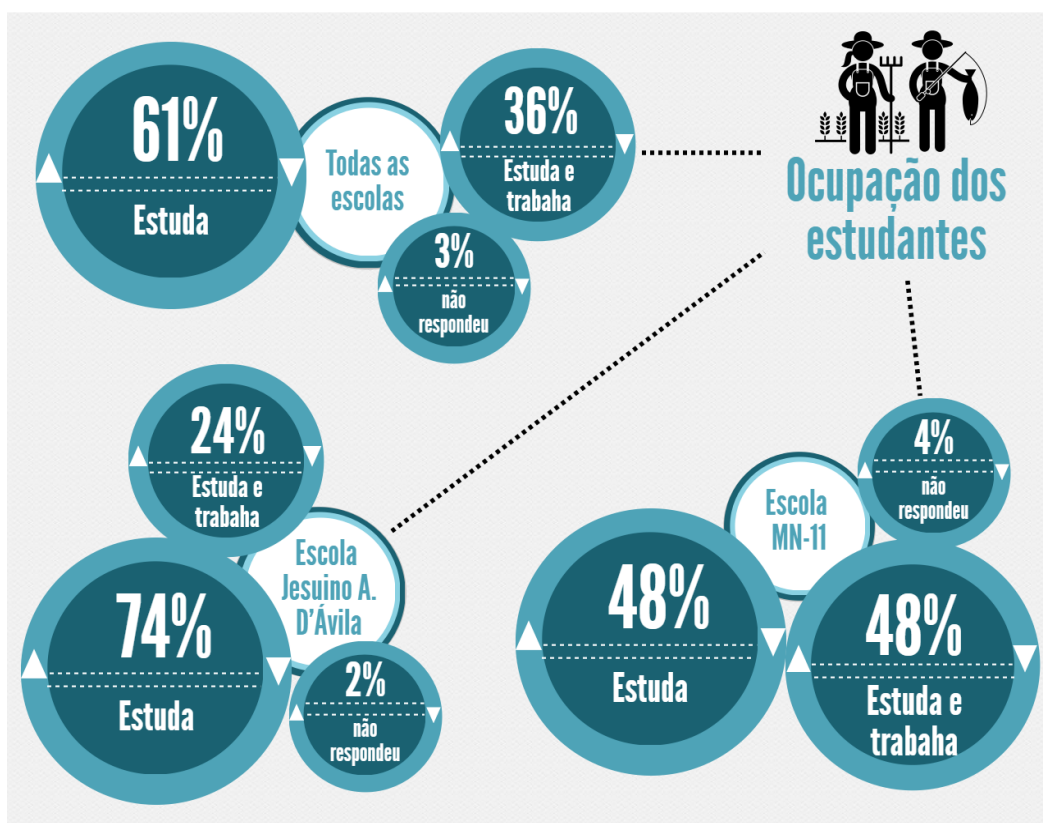 Ocupação dos
estudantes
61%
Estuda
Todas as
escolas
36%
Estuda e
trabaha
3%
não
respondeu
24%
Estuda e
trabaha
Escola
Jesuino A.
D'Ávila
74%
Estuda
2%
não
respondeu
4%
não
respondeu
Escola
MN-11
48%
Estuda
48%
Estuda e
trabaha